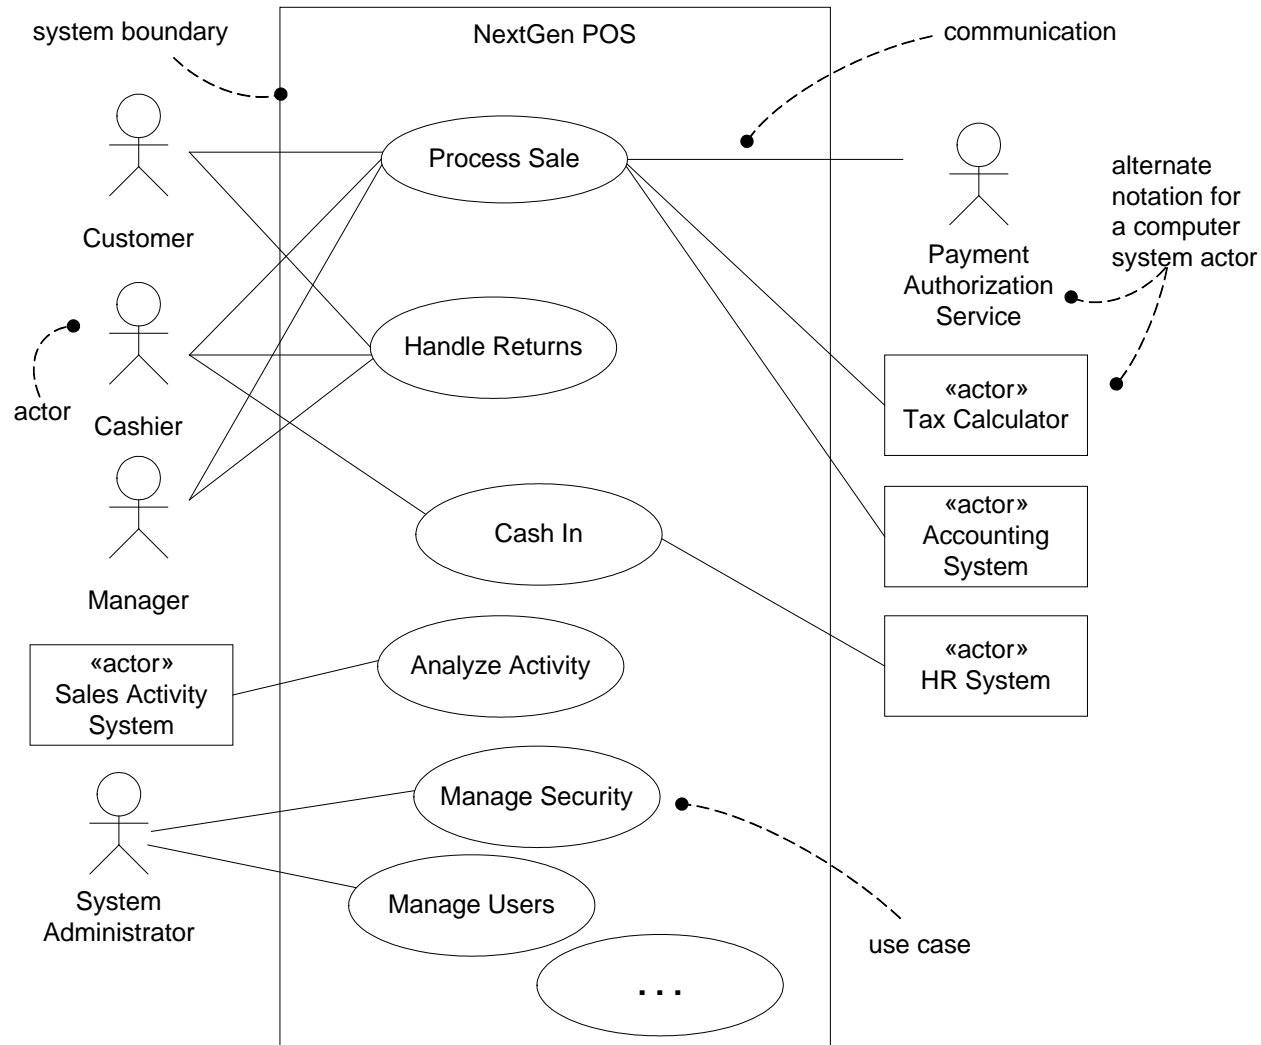 system boundary
NextGen POS
communication
Customer
Process Sale
Payment
Authorization
Service
alternate
notation for
a computer
system actor
actor
Cashier
Handle Returns
«actor»
Tax Calculator
Manager
Cash In
«actor»
Accounting
System
«actor»
Sales Activity
System
Analyze Activity
«actor»
HR System
System
Administrator
Manage Security
Manage Users
use case
. . .